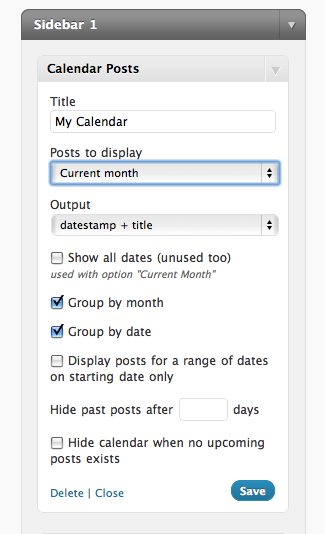 Sidebar 1
Calendar Posts
Title
My Calendar
Posts to display
Current month
Output
datestamp + title
Show all dates (unused too)
used with option "Current Month"
Group by month
Group by date
Display posts for a range of dates
on starting date only
Hide past posts after days
Hide calendar when no upcoming
posts exists
Delete | Close
Save